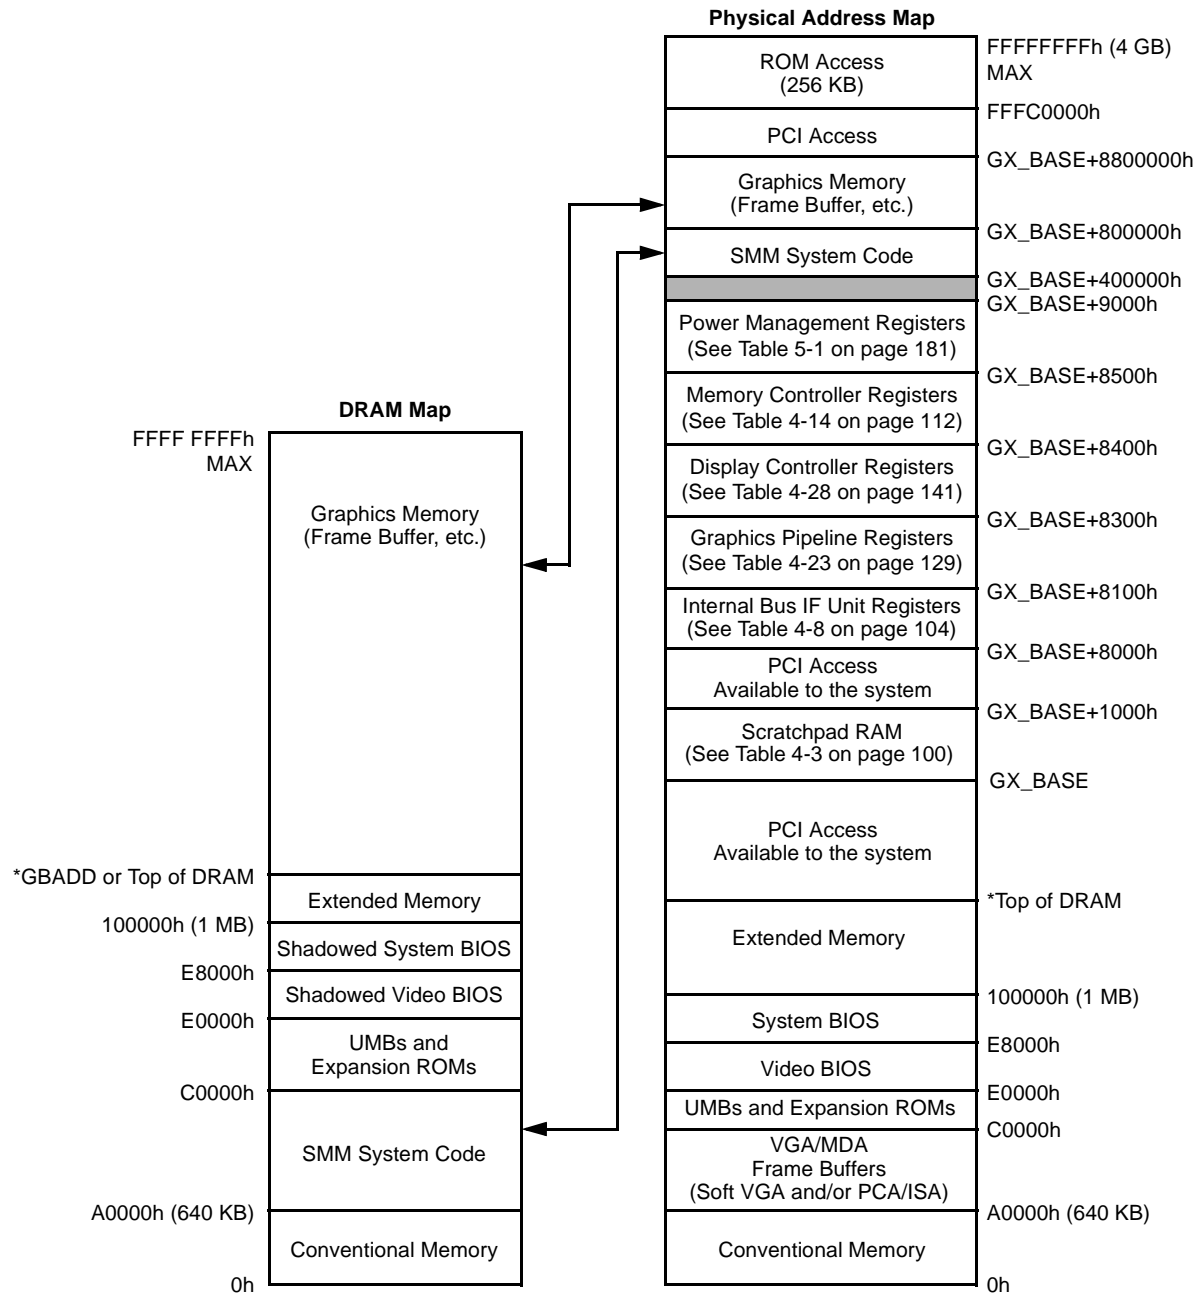 Physical Address Map
ROM Access
(256 KB)
FFFFFFFFh (4 GB)
MAX
FFFC0000h
PCI Access
GX_BASE+8800000h
Graphics Memory
(Frame Buffer, etc.)
GX_BASE+800000h
SMM System Code
GX_BASE+400000h
GX_BASE+9000h
Power Management Registers
(See Table 5-1 on page 181)
GX_BASE+8500h
Memory Controller Registers
(See Table 4-14 on page 112)
GX_BASE+8400h
Display Controller Registers
(See Table 4-28 on page 141)
GX_BASE+8300h
Graphics Pipeline Registers
(See Table 4-23 on page 129)
GX_BASE+8100h
Internal Bus IF Unit Registers
(See Table 4-8 on page 104)
GX_BASE+8000h
PCI Access
Available to the system
GX_BASE+1000h
Scratchpad RAM
(See Table 4-3 on page 100)
GX_BASE
PCI Access
Available to the system
*Top of DRAM
Extended Memory
100000h (1 MB)
System BIOS
E8000h
Video BIOS
E0000h
UMBs and Expansion ROMs
C0000h
VGA/MDA
Frame Buffers
(Soft VGA and/or PCA/ISA)
A0000h (640 KB)
Conventional Memory
0h
DRAM Map
FFFF FFFFh
MAX
Graphics Memory
(Frame Buffer, etc.)
*GBADD or Top of DRAM
Extended Memory
100000h (1 MB)
Shadowed System BIOS
E8000h
Shadowed Video BIOS
E0000h
UMBs and
Expansion ROMs
C0000h
SMM System Code
A0000h (640 KB)
Conventional Memory
0h